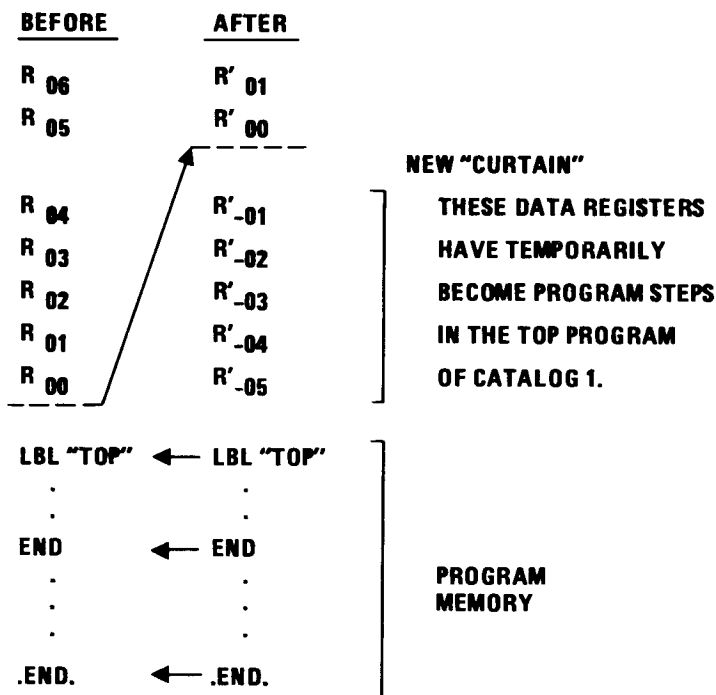 BEFORE AFTER
R 06 R' 01
R 05 R' 00
NEW "CURTAIN"
R 04 R'-01 THESE DATA REGISTERS
R 03 R'-02 HAVE TEMPORARILY
R 02 R'-03 BECOME PROGRAM STEPS
R 01 R'-04 IN THE TOP PROGRAM
R 00 R'-05 OF CATALOG 1.
LBL "TOP" LBL "TOP"
. .
. .
END END
. .
PROGRAM
. .
MEMORY
. .
.END. .END.